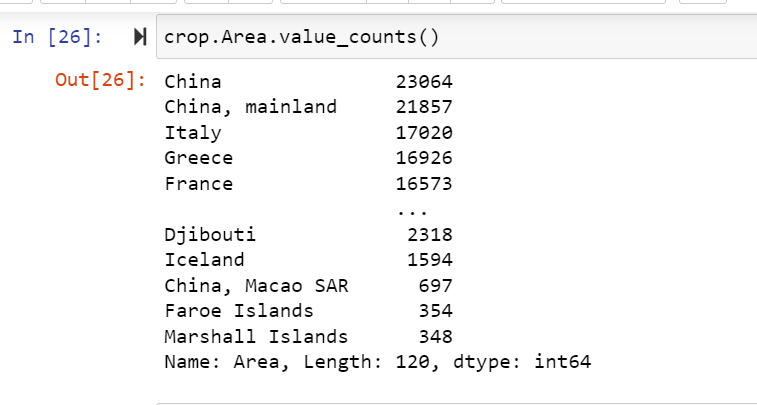 In [26]: crop.Area.value_counts()
Out[26]: China 23064
China, mainland 21857
Italy 17020
Greece 16926
France 16573
...
Djibouti 2318
Iceland 1594
China, Macao SAR 697
Faroe Islands 354
Marshall Islands 348
Name: Area, Length: 120, dtype: int64